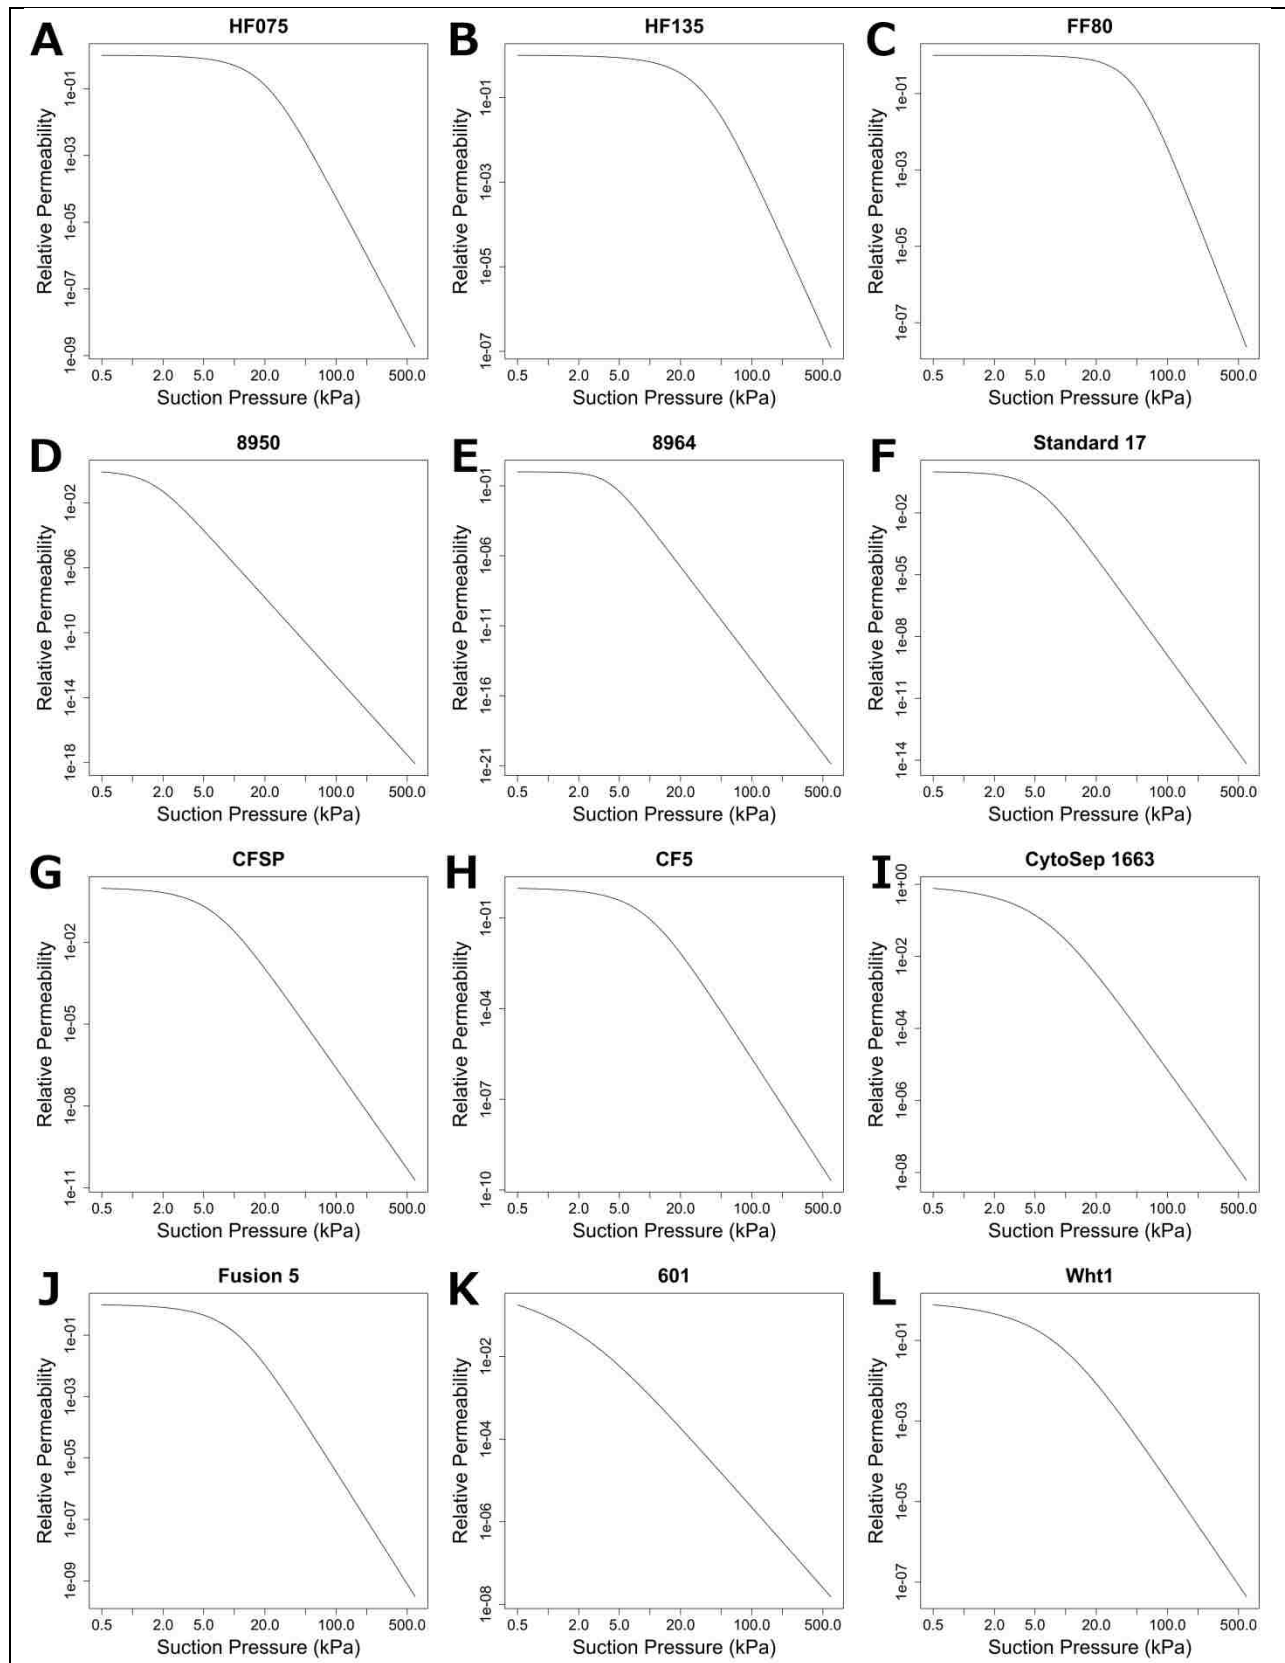 A HF075
Relative Permeability
1e-01
1e-03
1e-05
1e-07
1e-09
0.5 2.0 5.0 20.0 100.0 500.0
Suction Pressure (kPa)
B HF135
Relative Permeability
1e-01
1e-03
1e-05
1e-07
0.5 2.0 5.0 20.0 100.0 500.0
Suction Pressure (kPa)
C FF80
Relative Permeability
1e-01
1e-03
1e-05
1e-07
0.5 2.0 5.0 20.0 100.0 500.0
Suction Pressure (kPa)
D 8950
Relative Permeability
1e-02
1e-06
1e-10
1e-14
1e-18
0.5 2.0 5.0 20.0 100.0 500.0
Suction Pressure (kPa)
E 8964
Relative Permeability
1e-01
1e-06
1e-11
1e-16
1e-21
0.5 2.0 5.0 20.0 100.0 500.0
Suction Pressure (kPa)
F Standard 17
Relative Permeability
1e-02
1e-05
1e-08
1e-11
1e-14
0.5 2.0 5.0 20.0 100.0 500.0
Suction Pressure (kPa)
G CFSP
Relative Permeability
1e-02
1e-05
1e-08
1e-11
0.5 2.0 5.0 20.0 100.0 500.0
Suction Pressure (kPa)
H CF5
Relative Permeability
1e-01
1e-04
1e-07
1e-10
0.5 2.0 5.0 20.0 100.0 500.0
Suction Pressure (kPa)
I CytoSep 1663
Relative Permeability
1e+00
1e-02
1e-04
1e-06
1e-08
0.5 2.0 5.0 20.0 100.0 500.0
Suction Pressure (kPa)
J Fusion 5
Relative Permeability
1e-01
1e-03
1e-05
1e-07
1e-09
0.5 2.0 5.0 20.0 100.0 500.0
Suction Pressure (kPa)
K 601
Relative Permeability
1e-02
1e-04
1e-06
1e-08
0.5 2.0 5.0 20.0 100.0 500.0
Suction Pressure (kPa)
L Wht1
Relative Permeability
1e-01
1e-03
1e-05
1e-07
0.5 2.0 5.0 20.0 100.0 500.0
Suction Pressure (kPa)